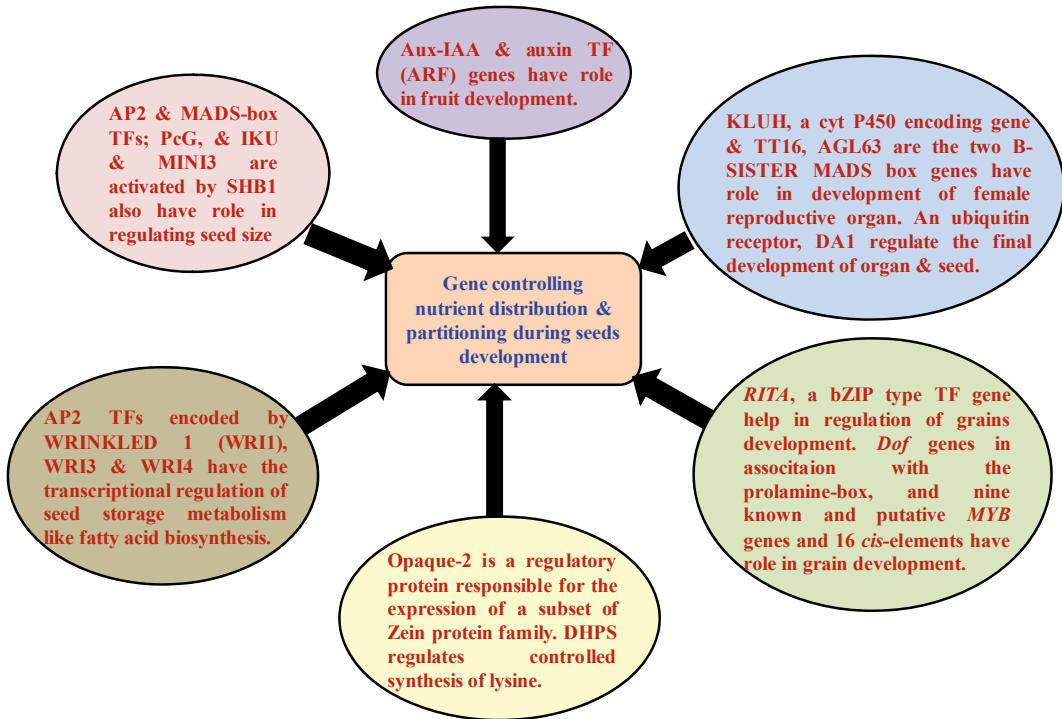 Aux-IAA & auxin TF
(ARF) genes have role
in fruit development.
AP2 & MADS-box
TFs; PcG, & IKU
& MINI3 are
activated by SHB1
also have role in
regulating seed size
KLUH, a cyt P450 encoding gene
& TT16, AGL63 are the two B-
SISTER MADS box genes have
role in development of female
reproductive organ. An ubiquitin
receptor, DA1 regulate the final
development of organ & seed.
Gene controlling
nutrient distribution &
partitioning during seeds
development
AP2 TFs encoded by
WRINKLED 1 (WRI1),
WRI3 & WRI4 have the
transcriptional regulation of
seed storage metabolism
like fatty acid biosynthesis.
RITA, a bZIP type TF gene
help in regulation of grains
development. Dof genes in
associtaion with the
prolamine-box, and nine
known and putative MYB
genes and 16 cis-elements have
role in grain development.
Opaque-2 is a regulatory
protein responsible for the
expression of a subset of
Zein protein family. DHPS
regulates controlled
synthesis of lysine.